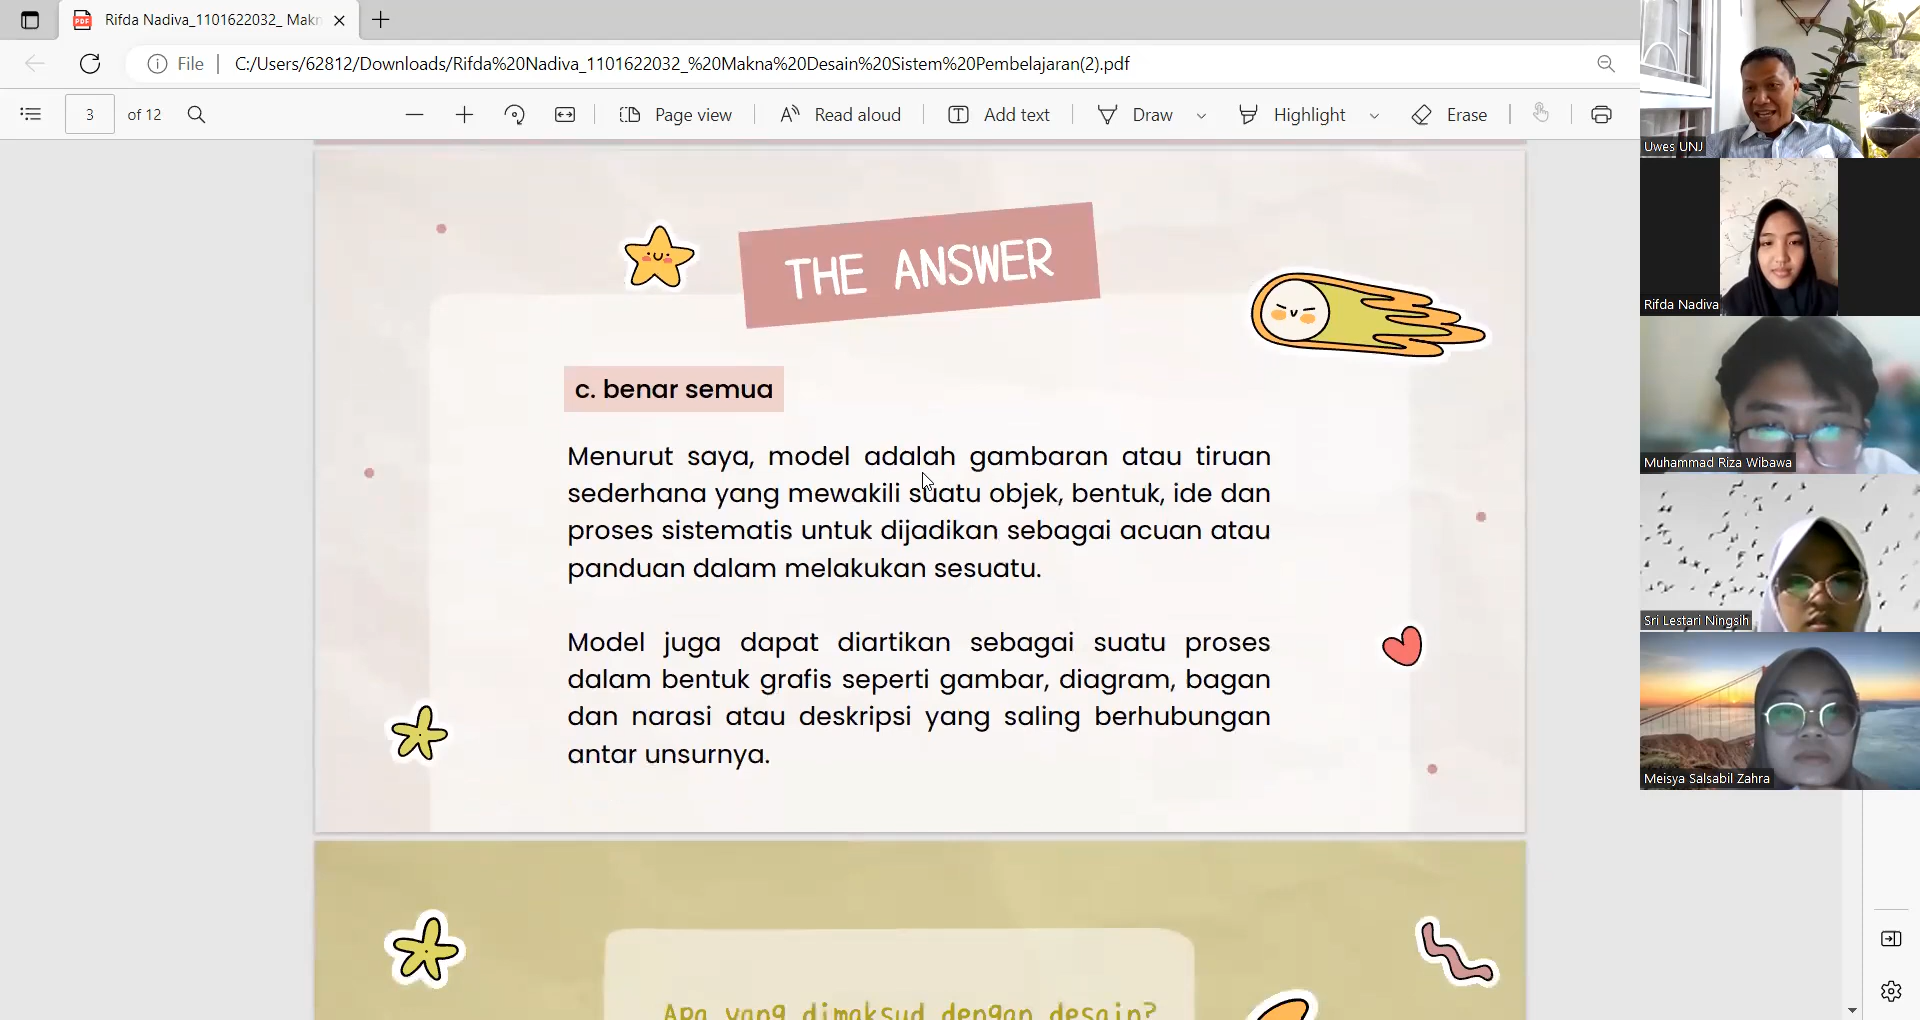 Rifda Nadiva_1101622032_ Makn
File
C:/Users/62812/Downloads/Rifda%20Nadiva_1101622032_%20Makna%20Desain%20Sistem%20Pembelajaran(2).pdf
3 of 12
Page view
Read aloud
Add text
Draw
Highlight
Erase
THE ANSWER
c. benar semua
Menurut saya, model adalah gambaran atau tiruan
sederhana yang mewakili suatu objek, bentuk, ide dan
proses sistematis untuk dijadikan sebagai acuan atau
panduan dalam melakukan sesuatu.
Model juga dapat diartikan sebagai suatu proses
dalam bentuk grafis seperti gambar, diagram, bagan
dan narasi atau deskripsi yang saling berhubungan
antar unsurnya.
Apa yang dimaksud dengan desain?
Uwes UNJ
Rifda Nadiva
Muhammad Riza Wibawa
Sri Lestari Ningsih
Meisya Salsabil Zahra